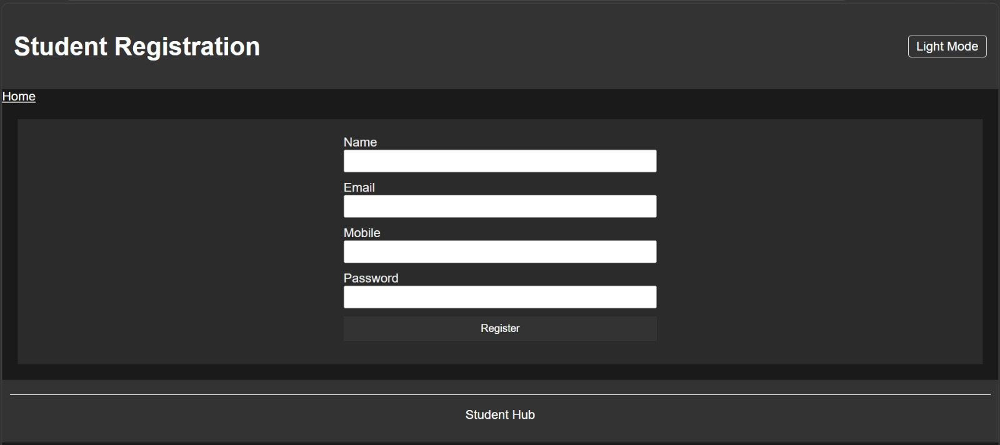 Student Registration
Light Mode
Home
Name
Email
Mobile
Password
Register
Student Hub